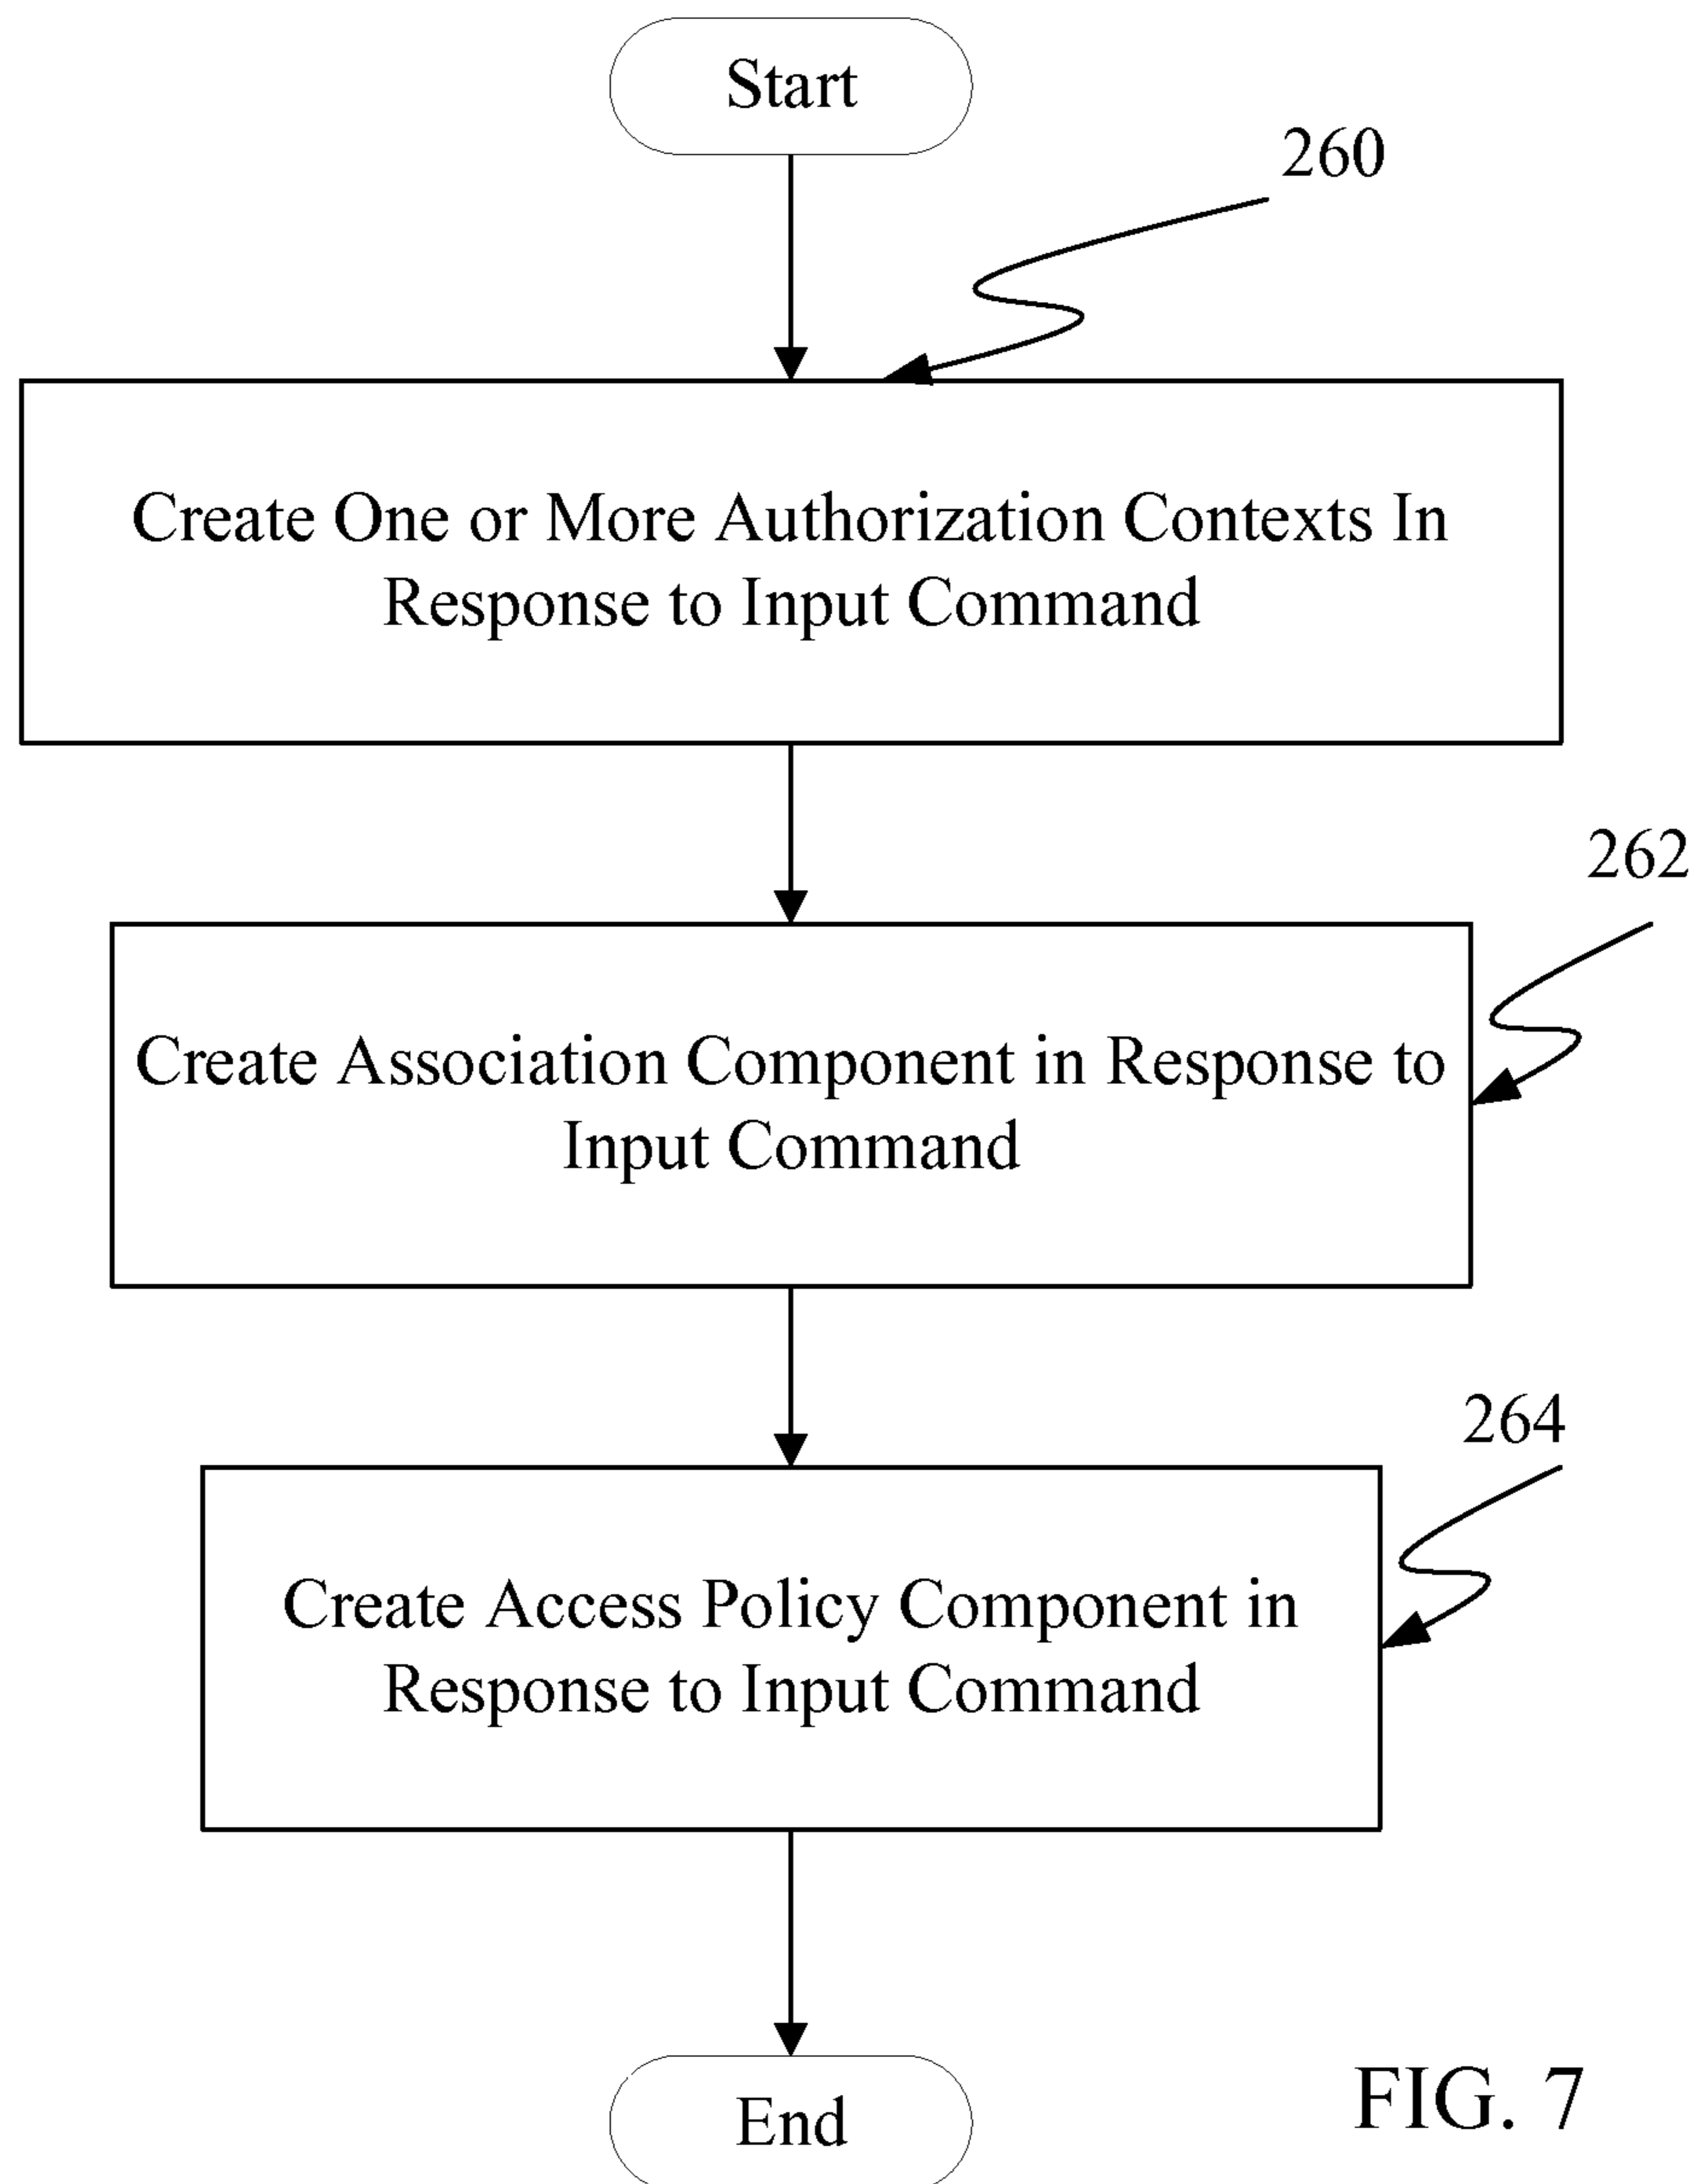 Start
260
Create One or More Authorization Contexts In
Response to Input Command
262
Create Association Component in Response to
Input Command
264
Create Access Policy Component in
Response to Input Command
End
FIG. 7